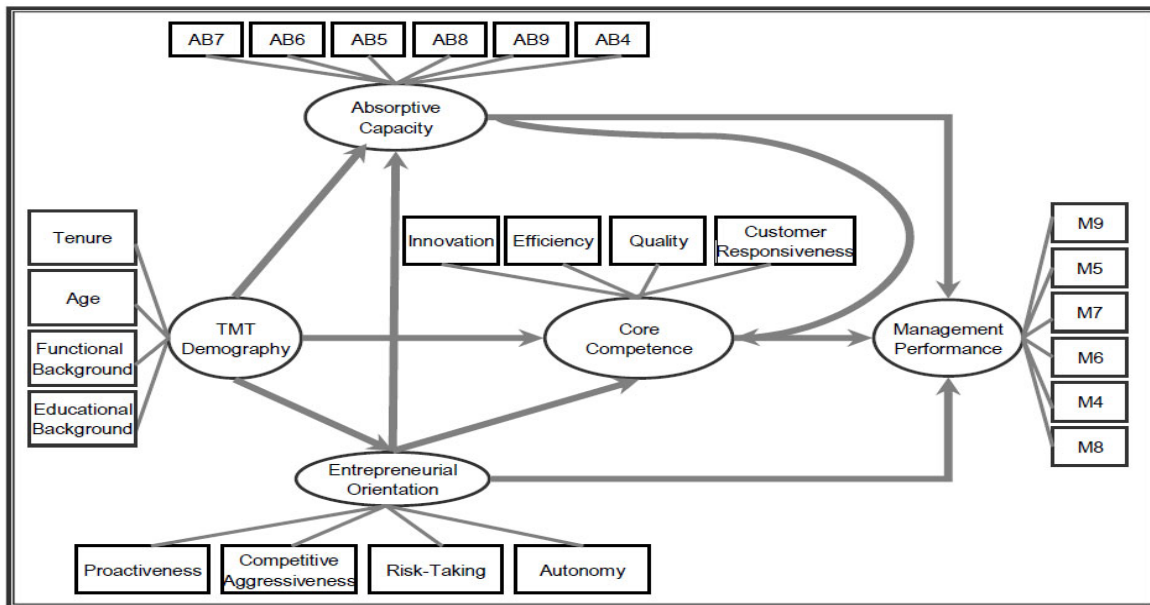 AB7
AB6
AB5
AB8
AB9
AB4
Absorptive
Capacity
Tenure
Age
Functional
Background
Educational
Background
TMT
Demography
Innovation
Efficiency
Quality
Customer
Responsiveness
Core
Competence
Management
Performance
M9
M5
M7
M6
M4
M8
Entrepreneurial
Orientation
Proactiveness
Competitive
Aggressiveness
Risk-Taking
Autonomy